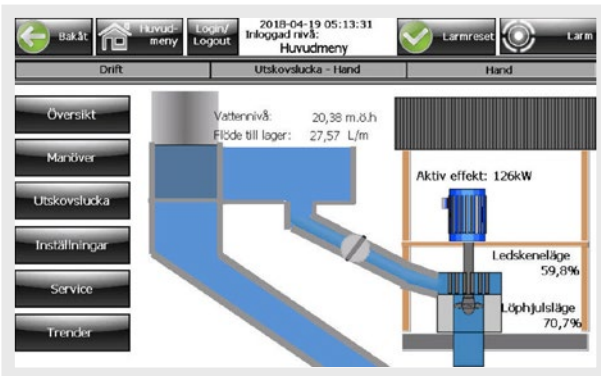 Bakåt
Huvud-
meny
Login/
Logout
2018-04-19 05:13:31
Inloggad nivå:
Huvudmeny
Larmreset
Larm
Drift
Utskovslucka - Hand
Hand
Översikt
Manöver
Utskovslucka
Inställningar
Service
Trender
Vattennivå: 20,38 m.ö.h
Flöde till lager: 27,57 L/m
Aktiv effekt: 126kW
Ledskeneläge
59,8%
Löphjulsläge
70,7%